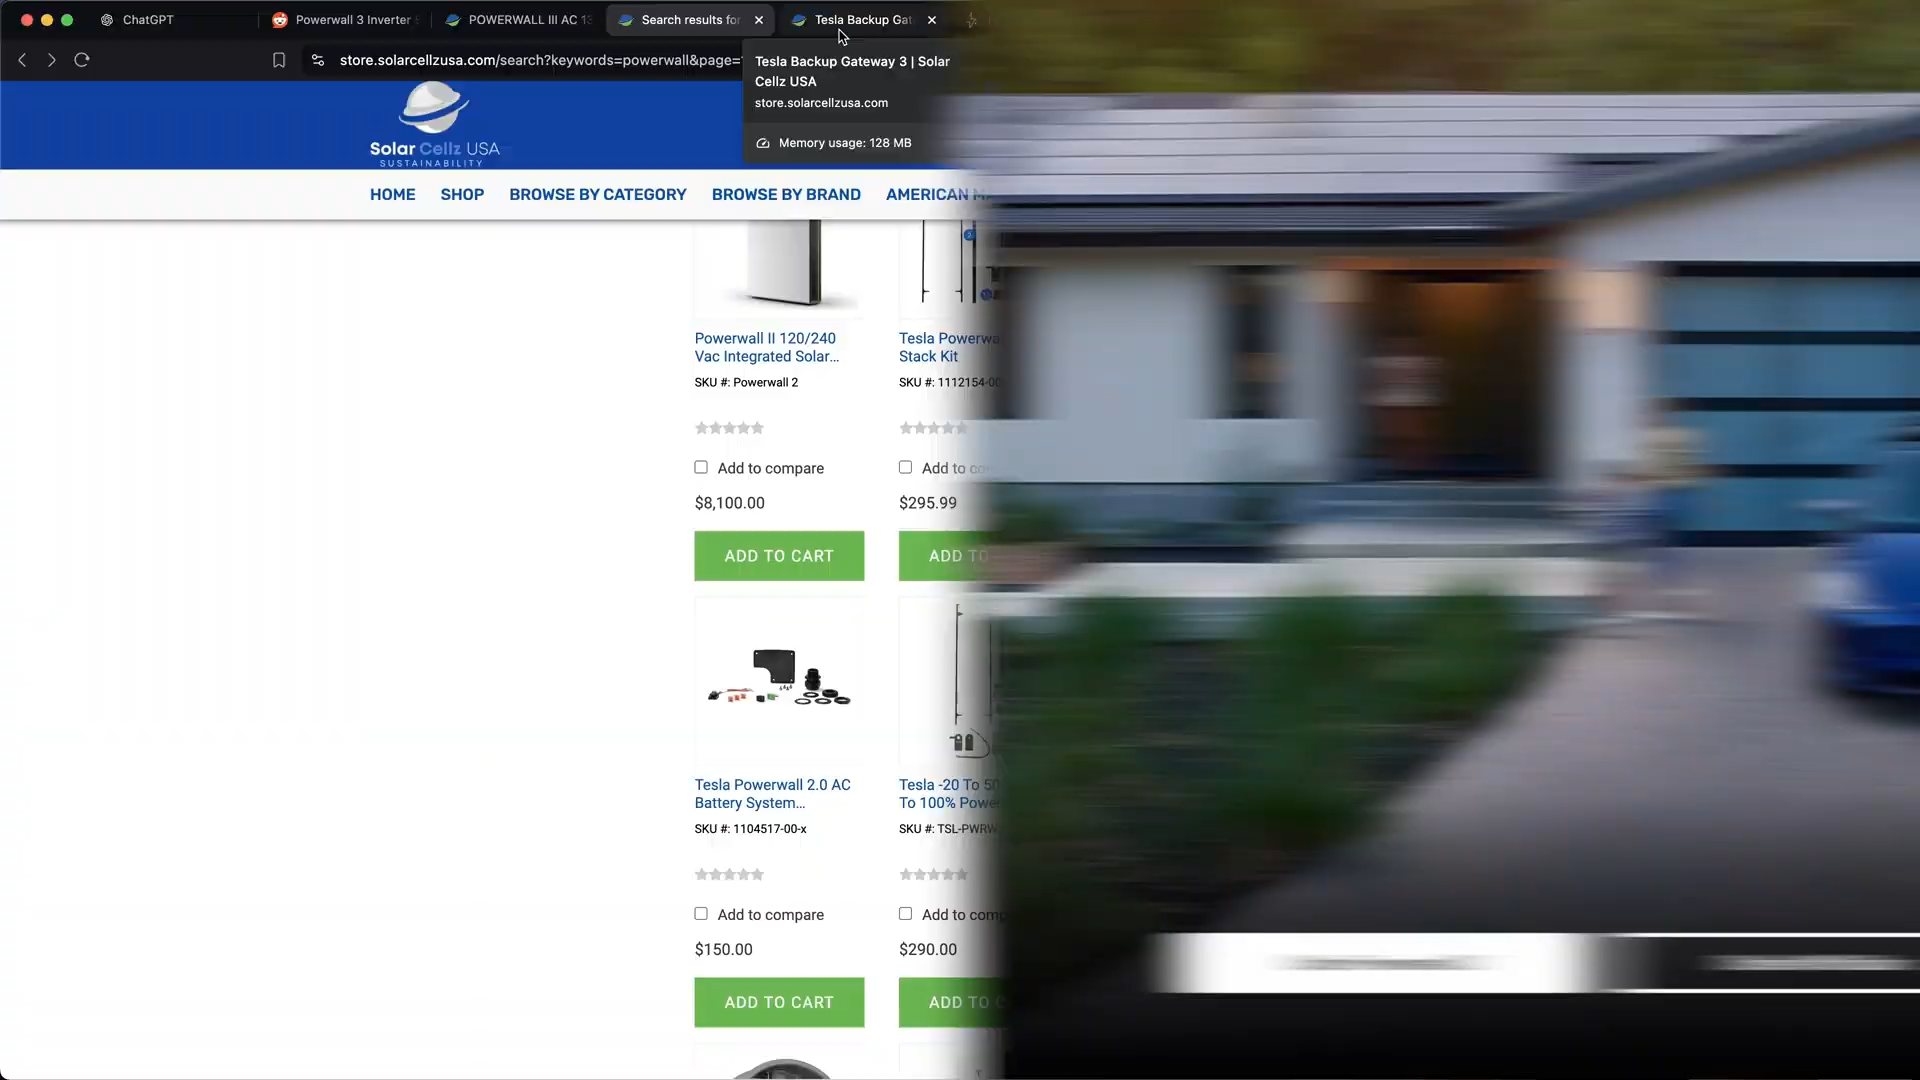 ChatGPT
Powerwall 3 Inverter
POWERWALL III AC 13
Search results for
Tesla Backup Gat
store.solarcellzusa.com/search?keywords=powerwall&page=
Tesla Backup Gateway 3 | Solar
Cellz USA
store.solarcellzusa.com
Memory usage: 128 MB
Solar Cellz USA
SUSTAINABILITY
HOME
SHOP
BROWSE BY CATEGORY
BROWSE BY BRAND
AMERICAN
Powerwall II 120/240
Vac Integrated Solar...
SKU #: Powerwall 2
Add to compare
$8,100.00
ADD TO CART
Tesla Powerwa
Stack Kit
SKU #: 1112154-00
Add to co
$295.99
ADD TO
Tesla Powerwall 2.0 AC
Battery System...
SKU #: 1104517-00-x
Add to compare
$150.00
ADD TO CART
Tesla -20 To 50
To 100% Powe
SKU #: TSL-PWRW
Add to comp
$290.00
ADD TO C